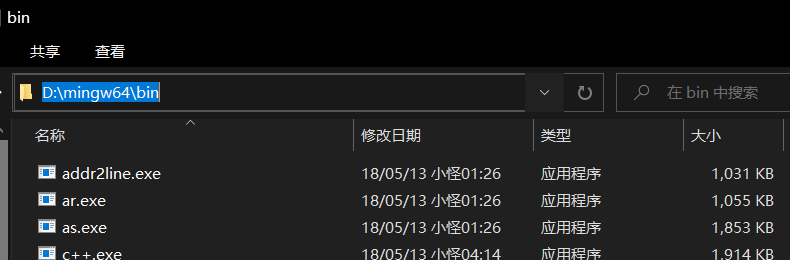 bin
共享 查看
D:\mingw64\bin 在 bin 中搜索
名称 修改日期 类型 大小
addr2line.exe 18/05/13 小怪01:26 应用程序 1,031 KB
ar.exe 18/05/13 小怪01:26 应用程序 1,055 KB
as.exe 18/05/13 小怪01:26 应用程序 1,853 KB
c++.exe 18/05/13 小怪04:14 应用程序 1,914 KB